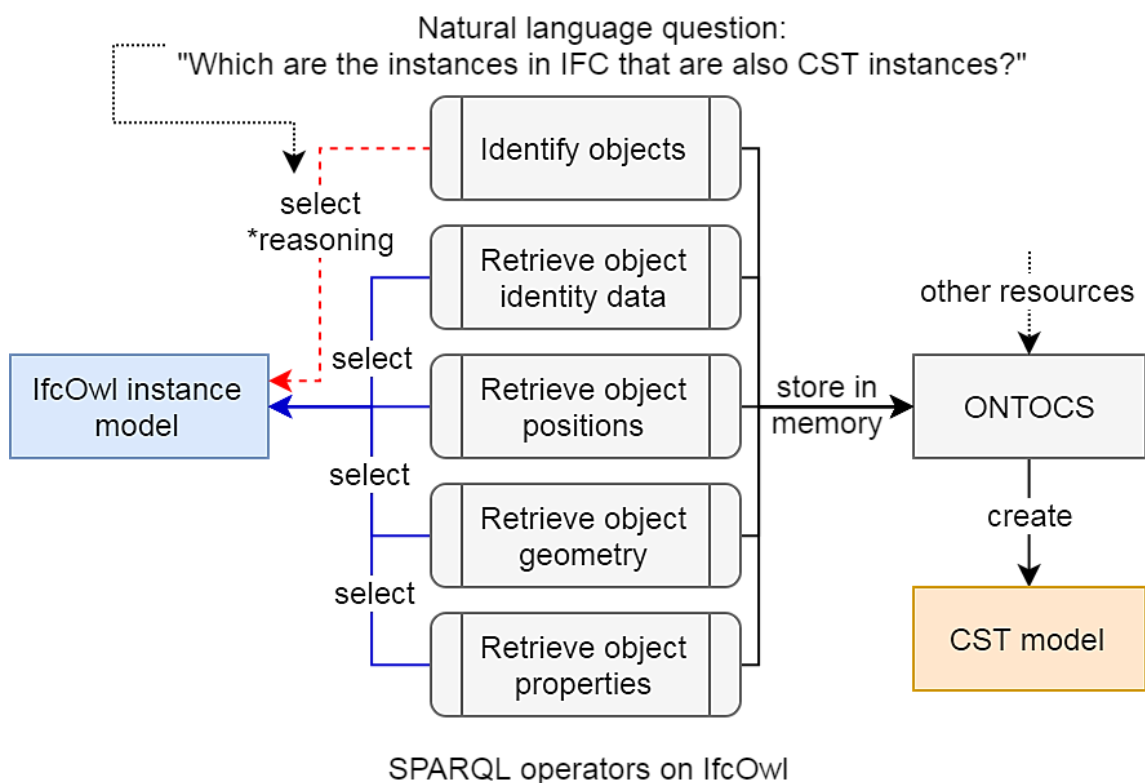 Natural language question:
"Which are the instances in IFC that are also CST instances?"
Identify objects
select
*reasoning
Retrieve object
identity data
other resources
select
IfcOwl instance
model
Retrieve object
positions
store in
memory
ONTOCS
select
Retrieve object
geometry
create
select
Retrieve object
properties
CST model
SPARQL operators on IfcOwl